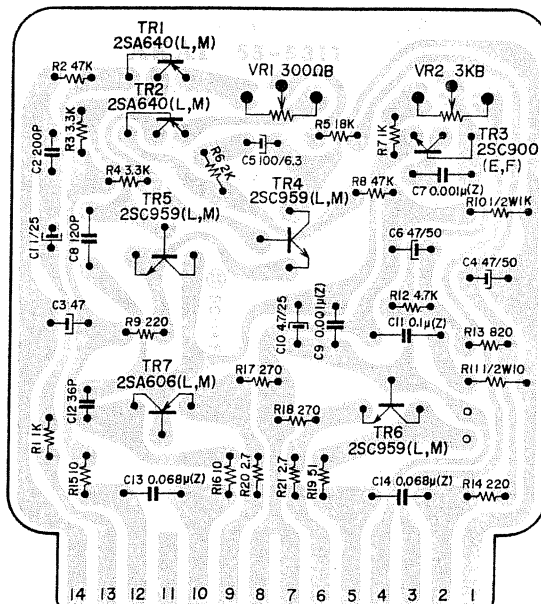 TR1
2SA640(L,M)
R2 47K
VR1 300ΩB
VR2 3KB
TR2
2SA640(L,M)
C2 200P
R3 3.3K
R6 2K
C5 100/6.3
R5 18K
R7 1K
TR3
2SC900
(E,F)
R4 3.3K
TR4
2SC959(L,M)
R8 47K
C7 0.001μ(Z)
TR5
2SC959(L,M)
R10 1/2W1K
C1 1/25
C8 120P
C6 47/50
C4 47/50
C3 47
R9 220
C10 4.7/25
C9 0.001μ(Z)
R12 4.7K
C11 0.1μ(Z)
R13 820
TR7
2SA606(L,M)
R17 270
R11 1/2W10
C12 36P
R18 270
TR6
2SC959(L,M)
R1 1K
R15 10
C13 0.068μ(Z)
R16 10
R20 2.7
R21 2.7
R19 51
C14 0.068μ(Z)
R14 220
14 13 12 11 10 9 8 7 6 5 4 3 2 1